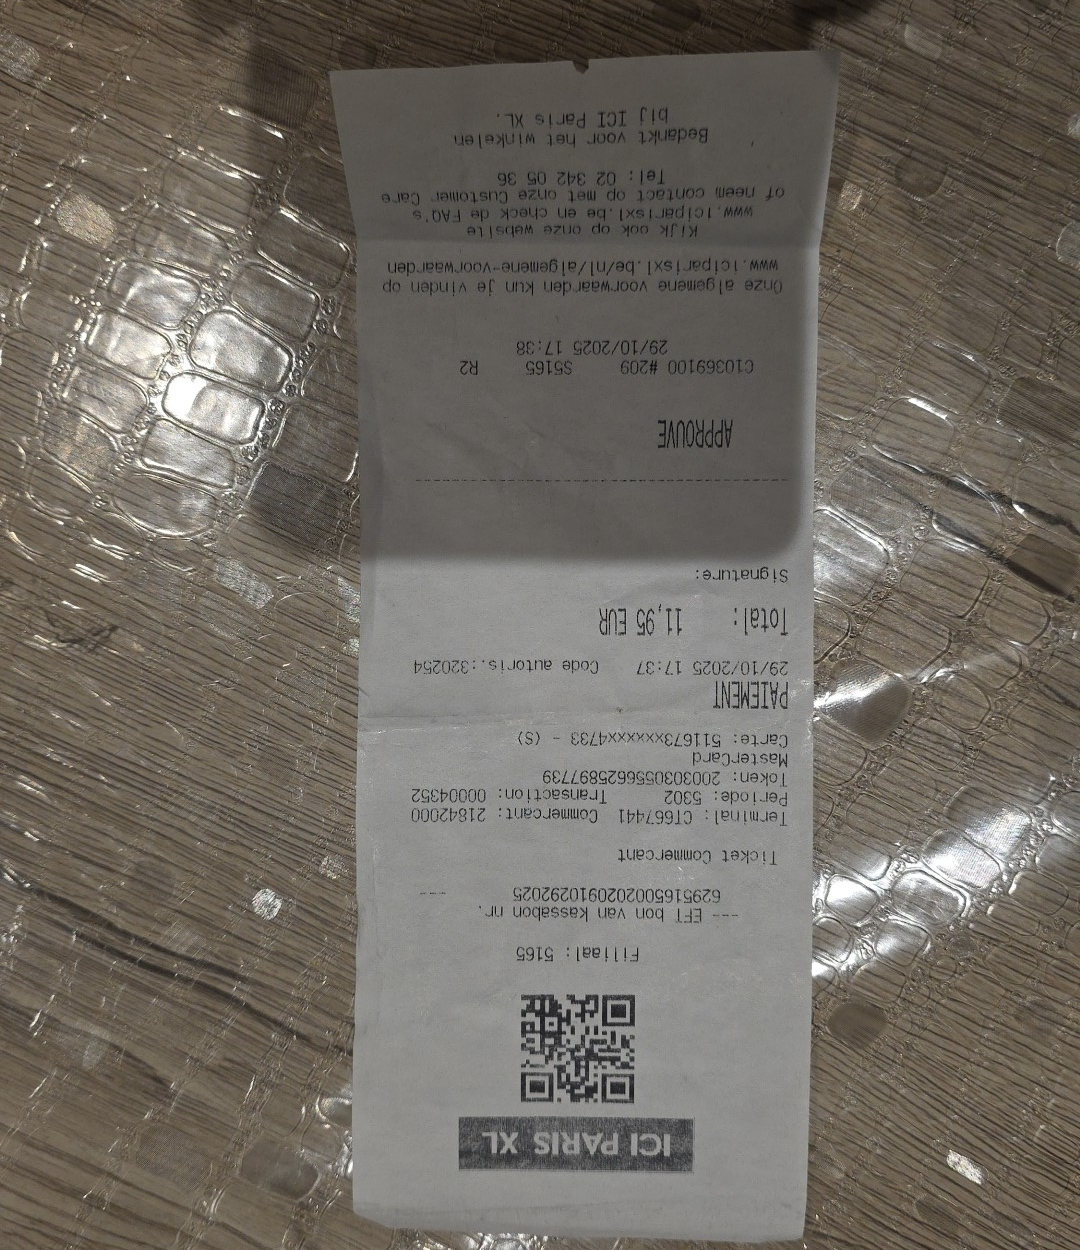 ICI PARIS XL
Filiaal: 5165
--- EFT bon van kassabon nr.
6295165002020910292025 ---
Ticket Commercant
Terminal: CT667441 Commercant: 21842000
Periode: 5302 Transaction: 00004352
Token: 2003030556625897739
MasterCard
Carte: 511673xxxxxx4733 - (S)
PAIEMENT
29/10/2025 17:37 Code autoris.:320254
Total: 11,95 EUR
Signature:
APPROUVE
C10369100 #209 S5165 R2
29/10/2025 17:38
Onze algemene voorwaarden kun je vinden op
www.iciparisxl.be/nl/algemene-voorwaarden
Kijk ook op onze website
www.iciparisxl.be en check de FAQ's
of neem contact op met onze Customer Care
Tel: 02 342 05 36
Bedankt voor het winkelen
bij ICI Paris XL.